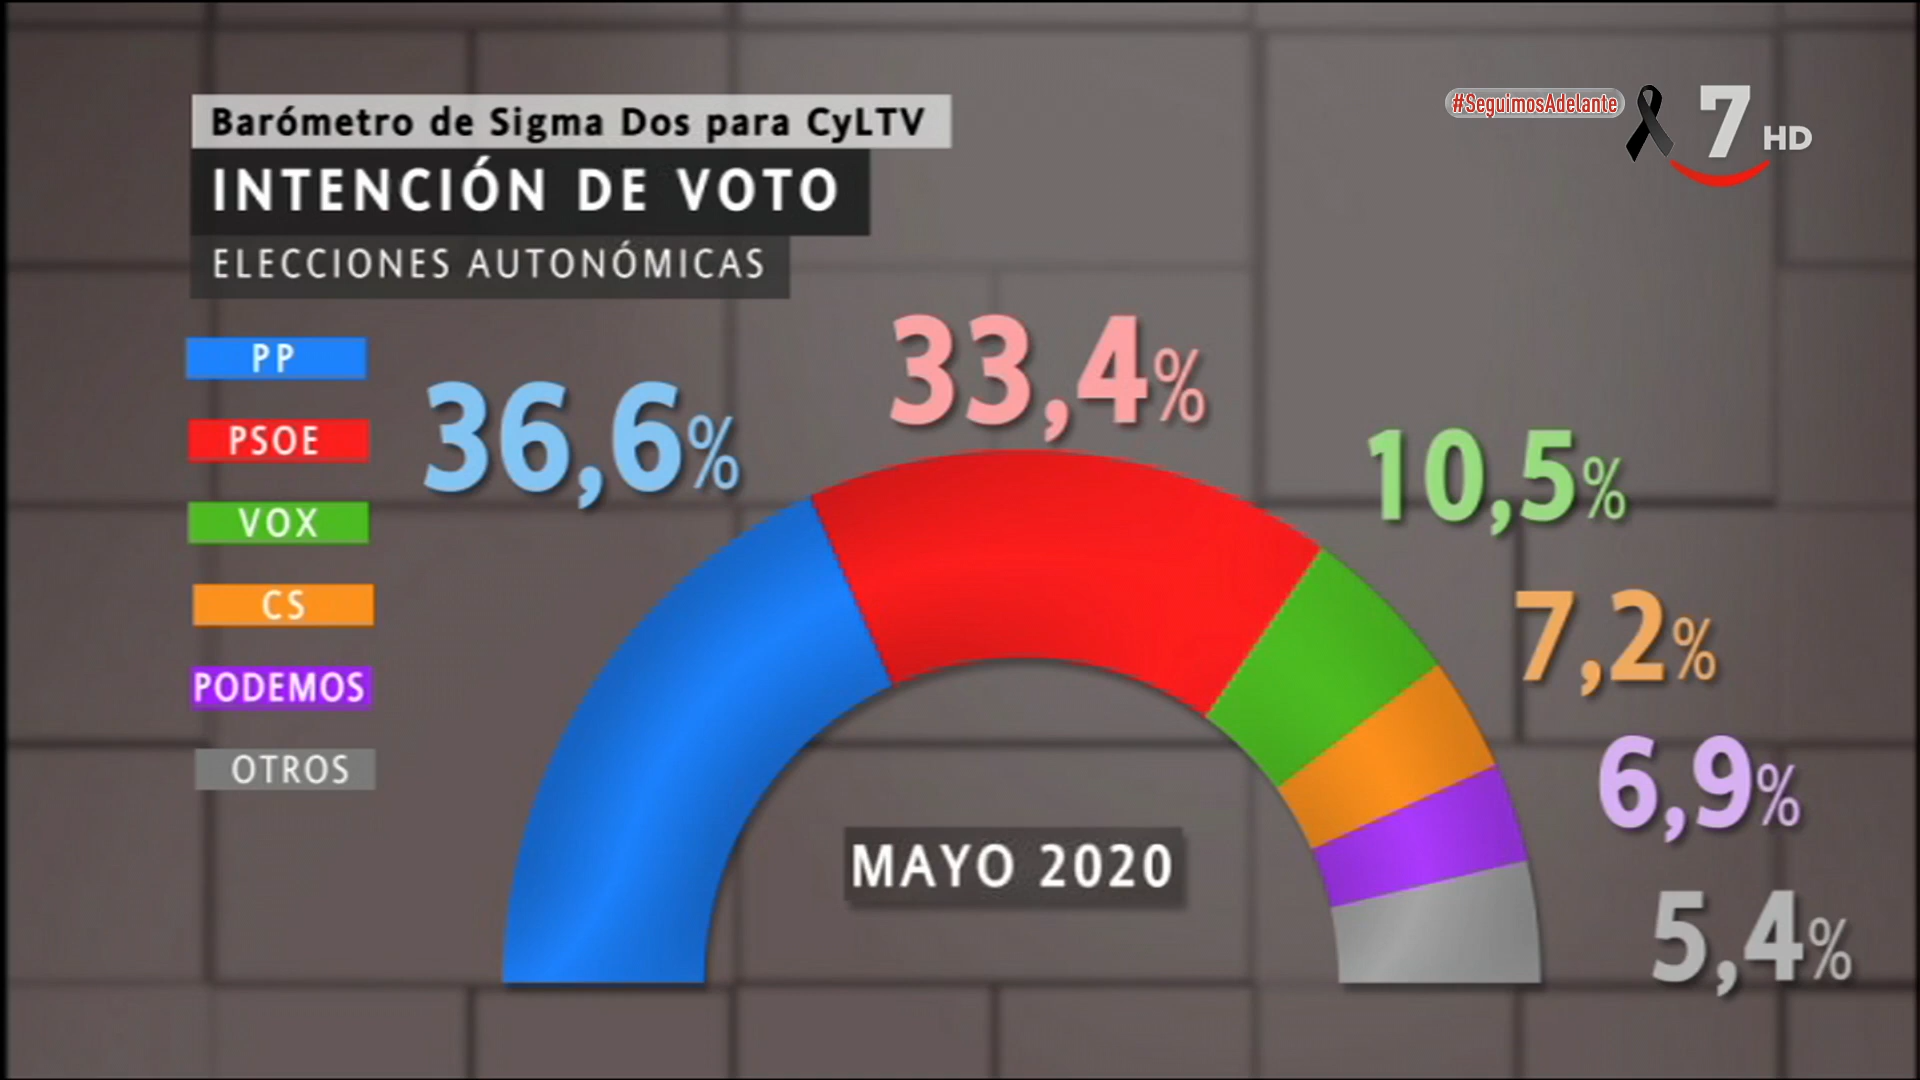 Barómetro de Sigma Dos para CyLTV
INTENCIÓN DE VOTO
ELECCIONES AUTONÓMICAS
#SeguimosAdelante
7 HD
PP
PSOE
VOX
CS
PODEMOS
OTROS
36,6%
33,4%
10,5%
7,2%
6,9%
5,4%
MAYO 2020